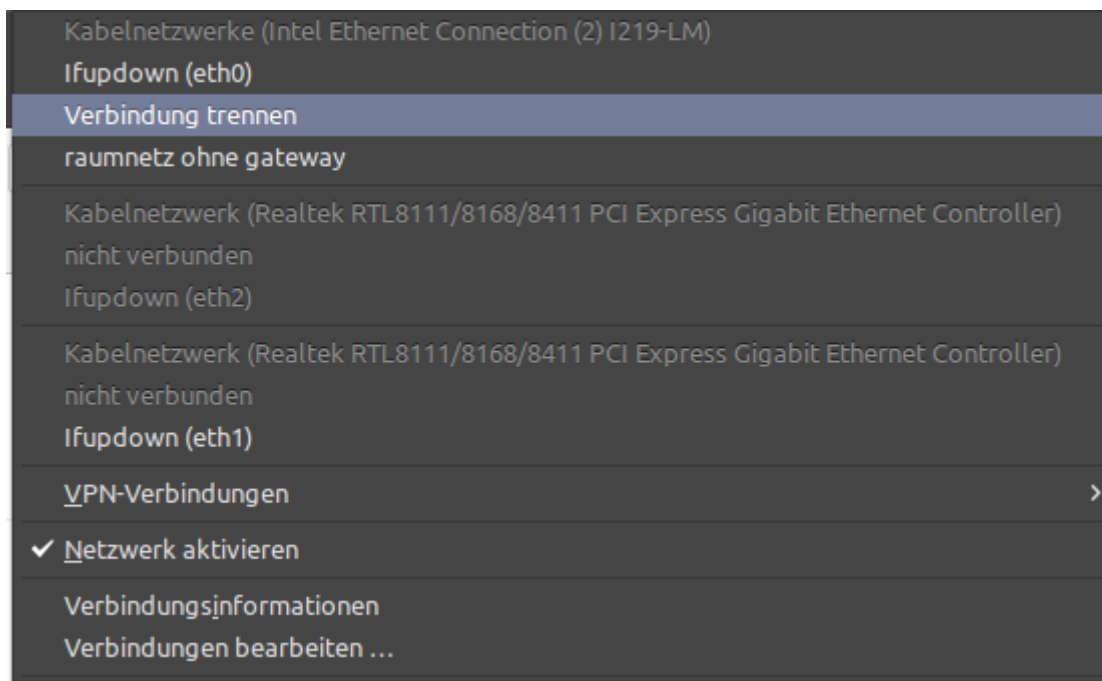 Kabelnetzwerke (Intel Ethernet Connection (2) I219-LM)
Ifupdown (eth0)
Verbindung trennen
raumnetz ohne gateway
Kabelnetzwerk (Realtek RTL8111/8168/8411 PCI Express Gigabit Ethernet Controller)
nicht verbunden
Ifupdown (eth2)
Kabelnetzwerk (Realtek RTL8111/8168/8411 PCI Express Gigabit Ethernet Controller)
nicht verbunden
Ifupdown (eth1)
VPN-Verbindungen
Netzwerk aktivieren
Verbindungsinformationen
Verbindungen bearbeiten …